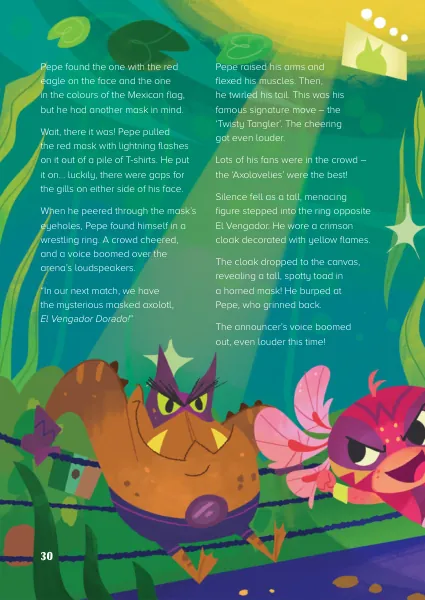 Pepe found the one with the red
eagle on the face and the one
in the colours of the Mexican flag,
but he had another mask in mind.
Wait, there it was! Pepe pulled
the red mask with lightning flashes
on it out of a pile of T-shirts. He put
it on... luckily, there were gaps for
the gills on either side of his face.
When he peered through the mask's
eyeholes, Pepe found himself in a
wrestling ring. A crowd cheered,
and a voice boomed over the
arena's loudspeakers.
"In our next match, we have
the mysterious masked axolotl,
El Vengador Dorado!"
Pepe raised his arms and
flexed his muscles. Then,
he twirled his tail. This was his
famous signature move – the
'Twisty Tangler'. The cheering
got even louder.
Lots of his fans were in the crowd –
the 'Axolovelies' were the best!
Silence fell as a tall, menacing
figure stepped into the ring opposite
El Vengador. He wore a crimson
cloak decorated with yellow flames.
The cloak dropped to the canvas,
revealing a tall, spotty toad in
a horned mask! He burped at
Pepe, who grinned back.
The announcer's voice boomed
out, even louder this time!
30